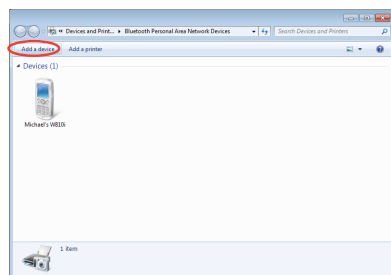 « Devices and Print... ▸ Bluetooth Personal Area Network Devices
Search Devices and Printers
Add a device    Add a printer
Devices (1)
Michael's W810i
1 item